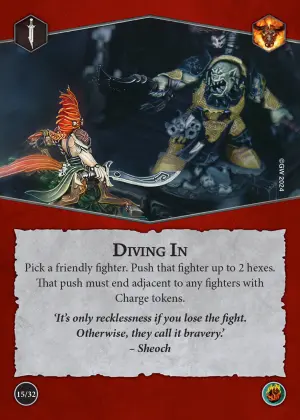 ©GW 2024
Diving In
Pick a friendly fighter. Push that fighter up to 2 hexes.
That push must end adjacent to any fighters with
Charge tokens.
‘It’s only recklessness if you lose the fight.
Otherwise, they call it bravery.’
– Sheoch
15/32